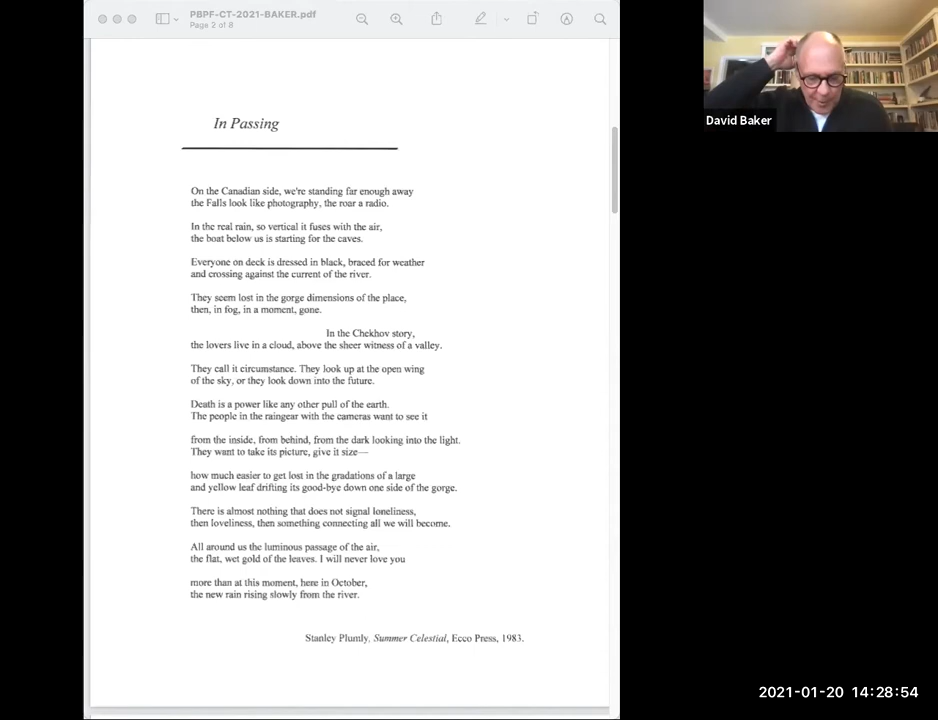 PBPF-CT-2021-BAKER.pdf
Page 2 of 8
In Passing
On the Canadian side, we're standing far enough away
the Falls look like photography, the roar a radio.
In the real rain, so vertical it fuses with the air,
the boat below us is starting for the caves.
Everyone on deck is dressed in black, braced for weather
and crossing against the current of the river.
They seem lost in the gorge dimensions of the place,
then, in fog, in a moment, gone.
In the Chekhov story,
the lovers live in a cloud, above the sheer witness of a valley.
They call it circumstance. They look up at the open wing
of the sky, or they look down into the future.
Death is a power like any other pull of the earth.
The people in the raingear with the cameras want to see it
from the inside, from behind, from the dark looking into the light.
They want to take its picture, give it size—
how much easier to get lost in the gradations of a large
and yellow leaf drifting its good-bye down one side of the gorge.
There is almost nothing that does not signal loneliness,
then loveliness, then something connecting all we will become.
All around us the luminous passage of the air,
the flat, wet gold of the leaves. I will never love you
more than at this moment, here in October,
the new rain rising slowly from the river.
Stanley Plumly, Summer Celestial, Ecco Press, 1983.
David Baker
2021-01-20 14:28:54